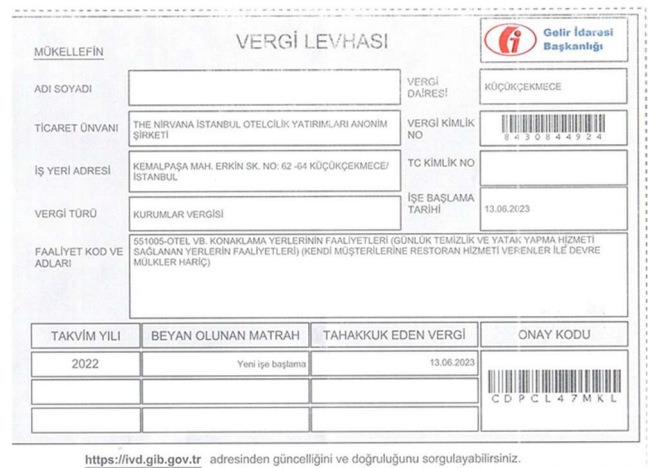 MÜKELLEFİN
VERGİ LEVHASI
Gelir İdaresi
Başkanlığı
ADI SOYADI
VERGİ
DAİRESİ
KÜÇÜKÇEKMECE
TİCARET ÜNVANI
THE NİRVANA İSTANBUL OTELCİLİK YATIRIMLARI ANONİM
ŞİRKETİ
VERGİ KİMLİK
NO
8430844924
İŞ YERİ ADRESİ
KEMALPAŞA MAH. ERKİN SK. NO: 62 -64 KÜÇÜKÇEKMECE/
İSTANBUL
TC KİMLİK NO
VERGİ TÜRÜ
KURUMLAR VERGİSİ
İŞE BAŞLAMA
TARİHİ
13.06.2023
FAALİYET KOD VE
ADLARI
551005-OTEL VB. KONAKLAMA YERLERİNİN FAALİYETLERİ (GÜNLÜK TEMİZLİK VE YATAK YAPMA HİZMETİ
SAĞLANAN YERLERİN FAALİYETLERİ) (KENDİ MÜŞTERİLERİNE RESTORAN HİZMETİ VERENLER İLE DEVRE
MÜLKLER HARİÇ)
TAKVİM YILI
BEYAN OLUNAN MATRAH
TAHAKKUK EDEN VERGİ
ONAY KODU
2022
Yeni işe başlama
13.06.2023
CDPCL47MKL
https://ivd.gib.gov.tr adresinden güncelliğini ve doğruluğunu sorgulayabilirsiniz.